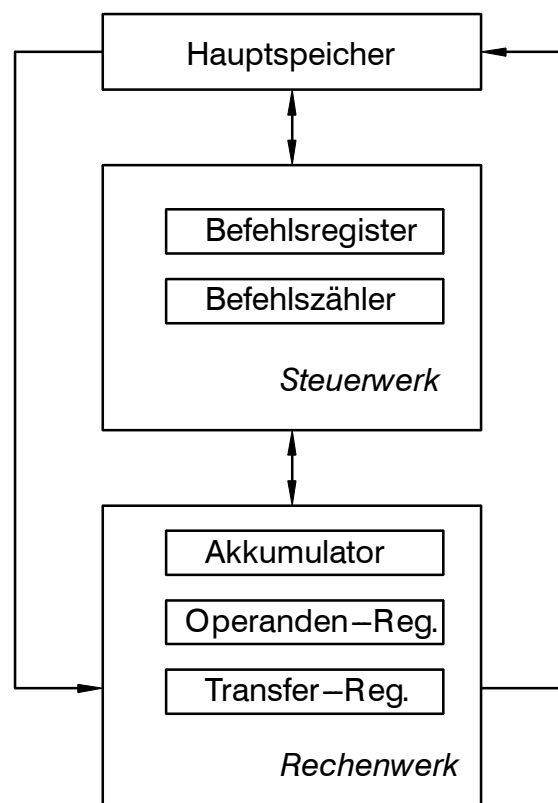 Hauptspeicher
Befehlsregister
Befehlszähler
Steuerwerk
Akkumulator
Operanden–Reg.
Transfer–Reg.
Rechenwerk